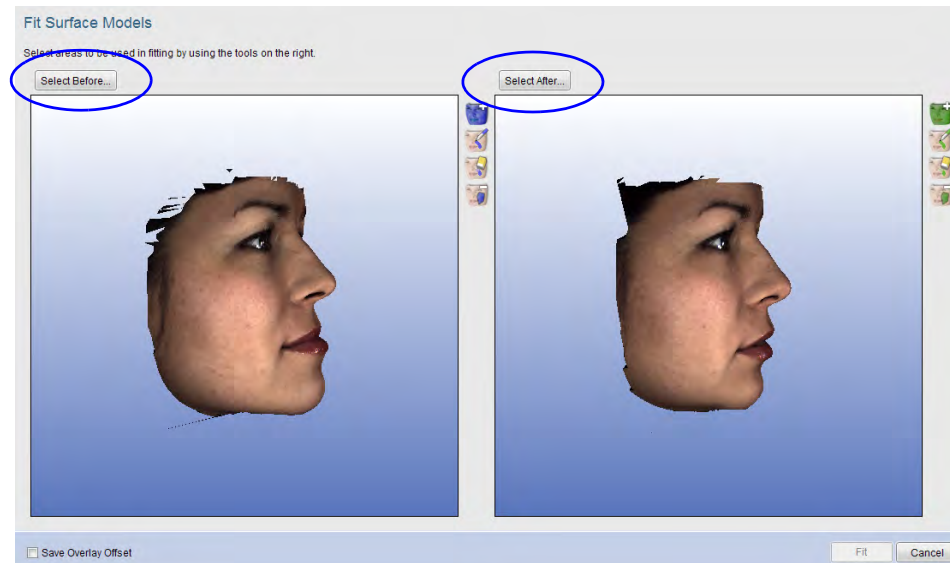 Fit Surface Models
Select areas to be used in fitting by using the tools on the right.
Select Before...
Select After...
Save Overlay Offset
Fit
Cancel